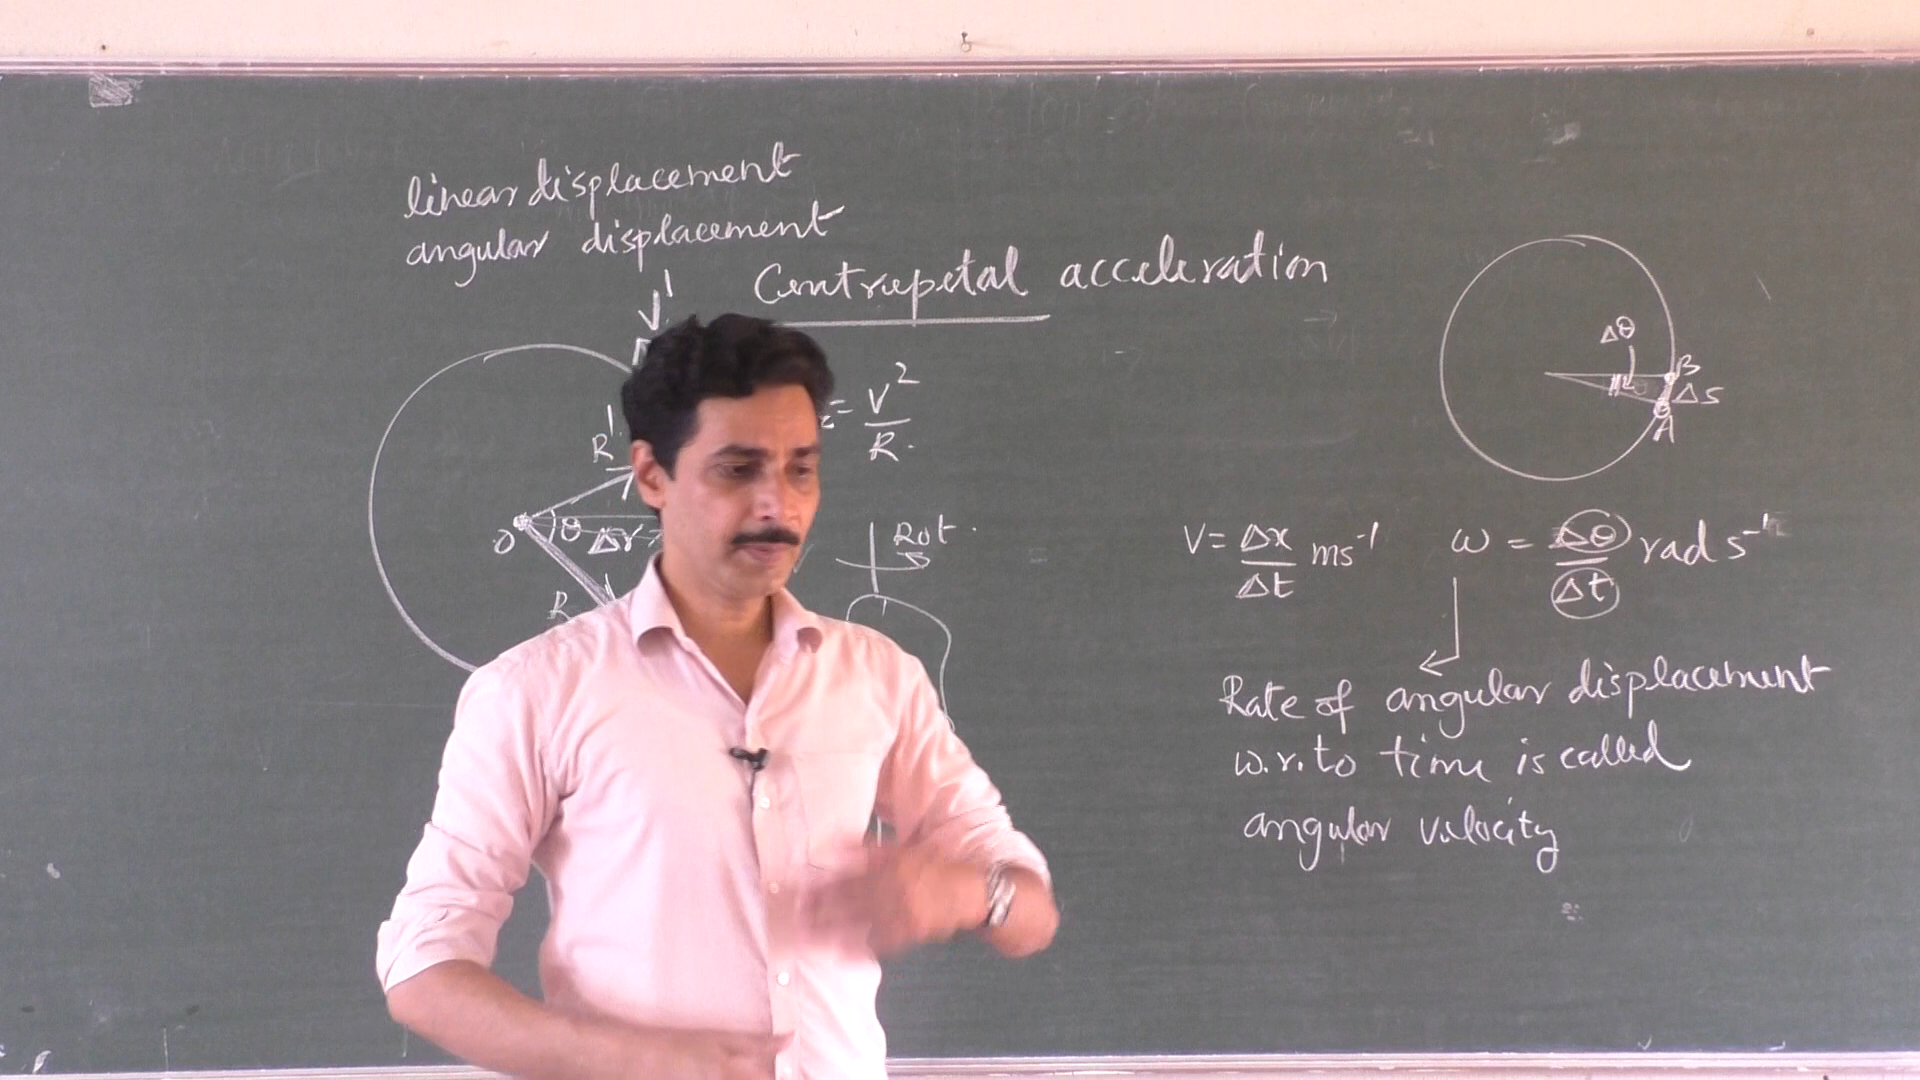 linear displacement
angular displacement
Centripetal acceleration
V'
= V²/R.
R'
O θ Δr
R
Rot.
Δθ
B
Δs
A
V = Δx/Δt ms⁻¹
ω = Δθ/Δt rad s⁻¹
Rate of angular displacement
w.r.to time is called
angular velocity